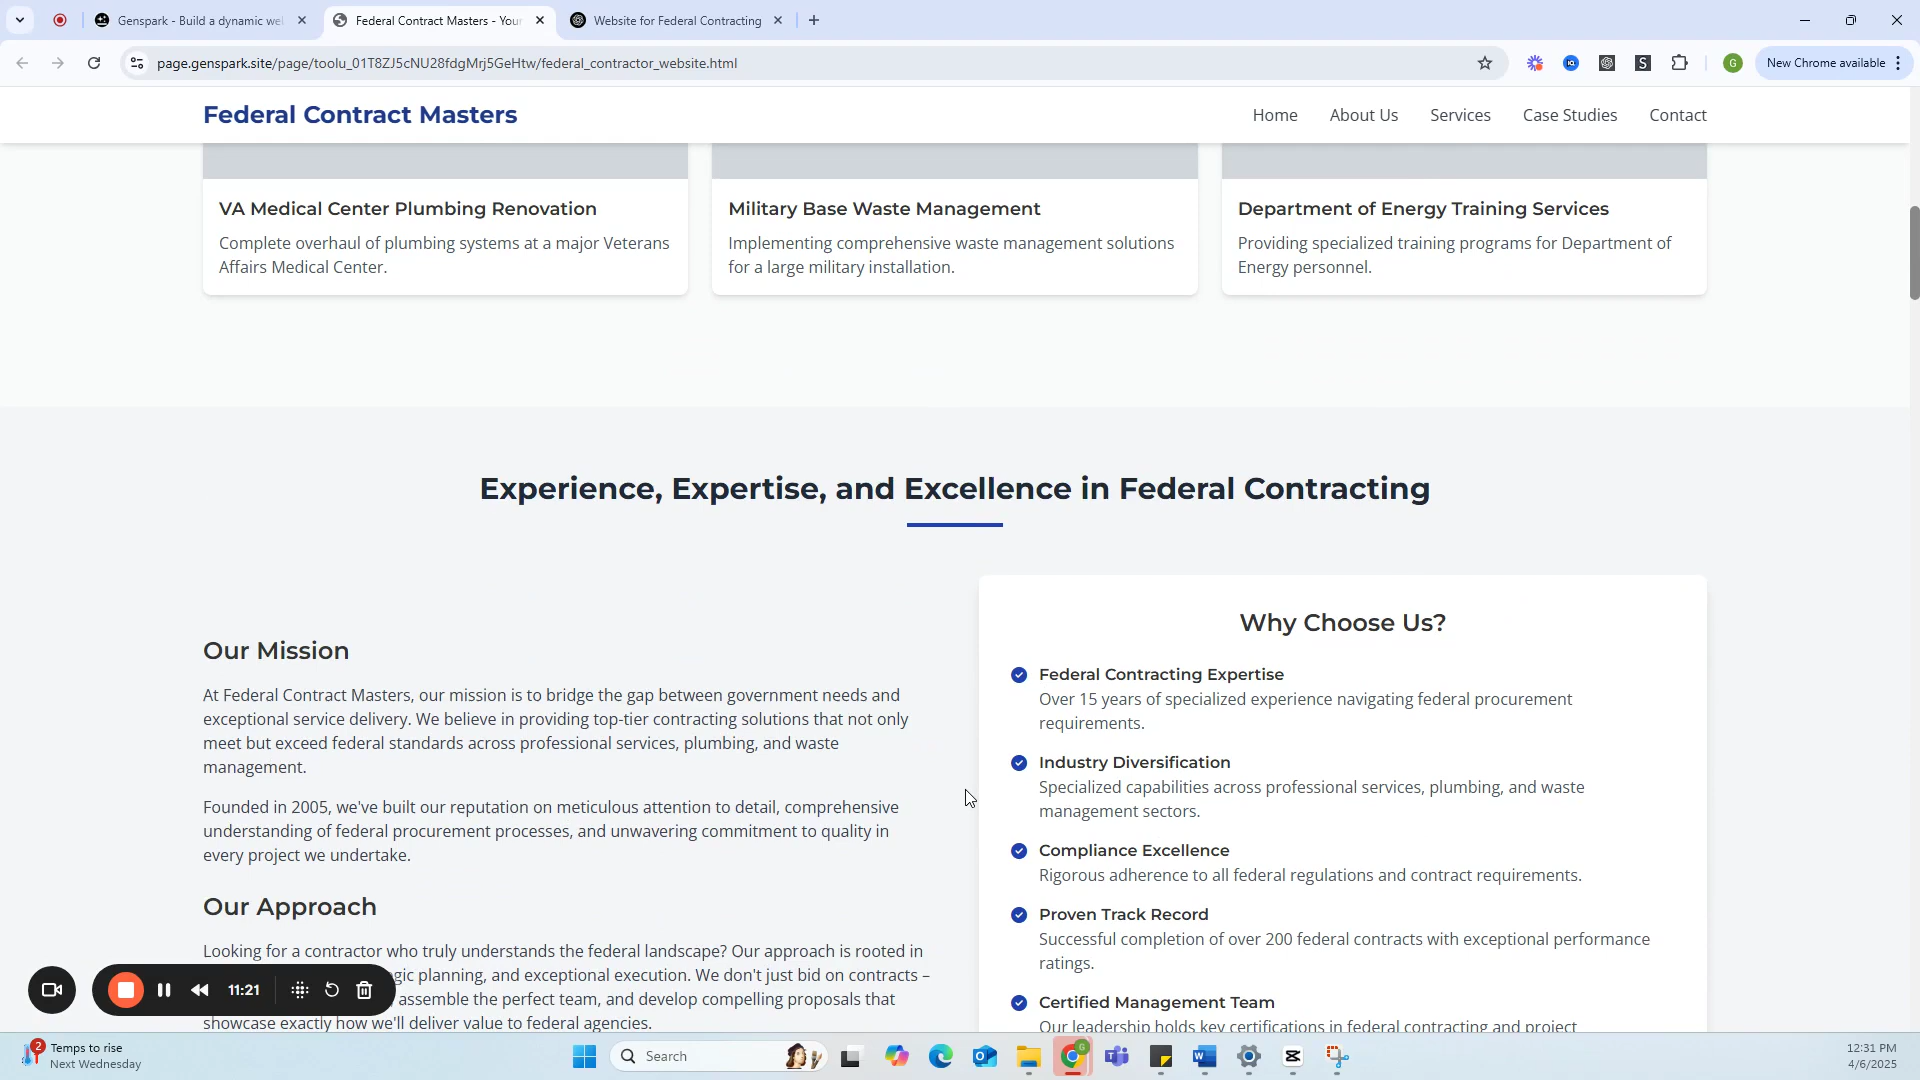 Genspark - Build a dynamic we
Federal Contract Masters - Your
Website for Federal Contracting
page.genspark.site/page/toolu_01T8ZJ5cNU28fdgMrj5GeHtw/federal_contractor_website.html
S
G
New Chrome available
Federal Contract Masters
Home
About Us
Services
Case Studies
Contact
VA Medical Center Plumbing Renovation
Complete overhaul of plumbing systems at a major Veterans
Affairs Medical Center.
Military Base Waste Management
Implementing comprehensive waste management solutions
for a large military installation.
Department of Energy Training Services
Providing specialized training programs for Department of
Energy personnel.
Experience, Expertise, and Excellence in Federal Contracting
Our Mission
At Federal Contract Masters, our mission is to bridge the gap between government needs and
exceptional service delivery. We believe in providing top-tier contracting solutions that not only
meet but exceed federal standards across professional services, plumbing, and waste
management.
Founded in 2005, we've built our reputation on meticulous attention to detail, comprehensive
understanding of federal procurement processes, and unwavering commitment to quality in
every project we undertake.
Our Approach
Looking for a contractor who truly understands the federal landscape? Our approach is rooted in
gic planning, and exceptional execution. We don't just bid on contracts –
assemble the perfect team, and develop compelling proposals that
showcase exactly how we'll deliver value to federal agencies.
Why Choose Us?
Federal Contracting Expertise
Over 15 years of specialized experience navigating federal procurement
requirements.
Industry Diversification
Specialized capabilities across professional services, plumbing, and waste
management sectors.
Compliance Excellence
Rigorous adherence to all federal regulations and contract requirements.
Proven Track Record
Successful completion of over 200 federal contracts with exceptional performance
ratings.
Certified Management Team
Our leadership holds key certifications in federal contracting and project
11:21
2
Temps to rise
Next Wednesday
Search
G
12:31 PM
4/6/2025